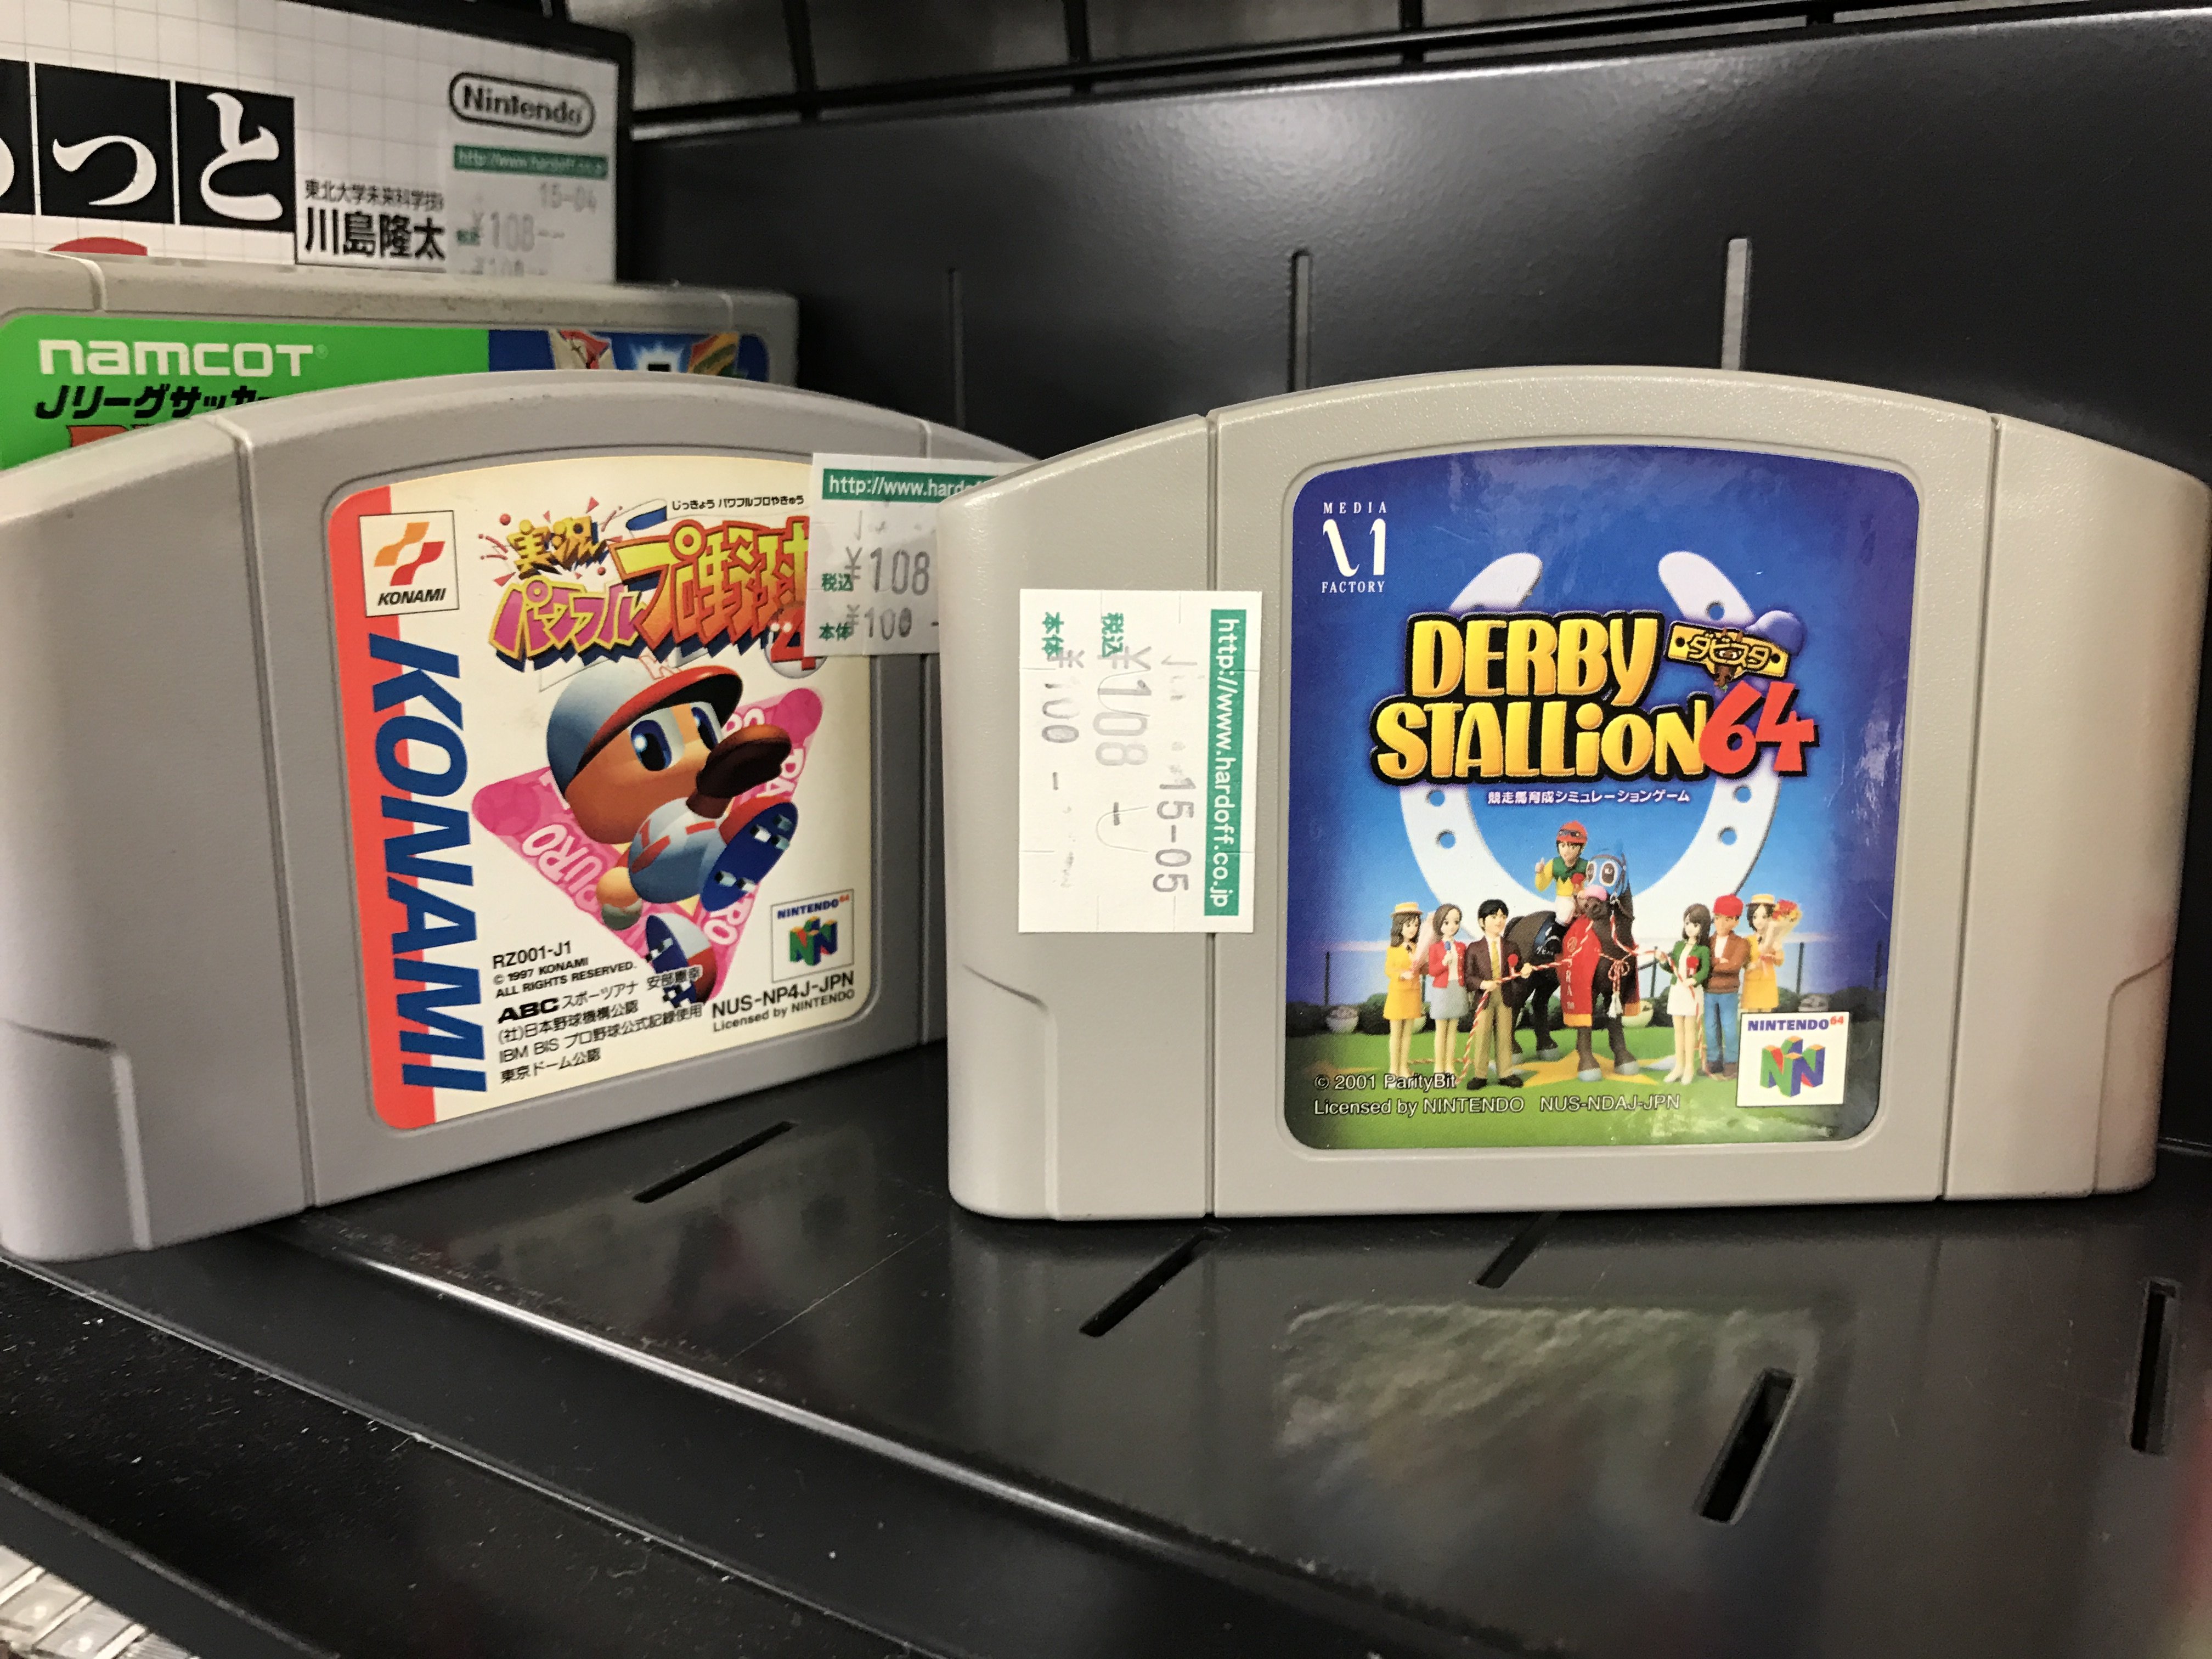 っと
Nintendo
http://www.hardoff.co.jp
15-04
東北大学未来科学技術
川島隆太
¥108--
namcot
Jリーグサッカー
じっきょう パワフルプロやきゅう
実況
パワフル
プロ野球
4
KONAMI
KONAMI
http://www.hardo
税込 ¥108
本体 ¥100 -
RZ001-J1
© 1997 KONAMI
ALL RIGHTS RESERVED.
ABC スポーツアナ 安部憲幸
(社)日本野球機構公認
IBM BIS プロ野球公式記録使用
東京ドーム公認
NINTENDO64
NUS-NP4J-JPN
Licensed by NINTENDO
http://www.hardoff.co.jp
15-05
税込 ¥108 -
本体 ¥100 -
MEDIA
FACTORY
DERBY
ダビスタ
STALLiON64
競走馬育成シミュレーションゲーム
NINTENDO64
© 2001 ParityBit
Licensed by NINTENDO NUS-NDAJ-JPN